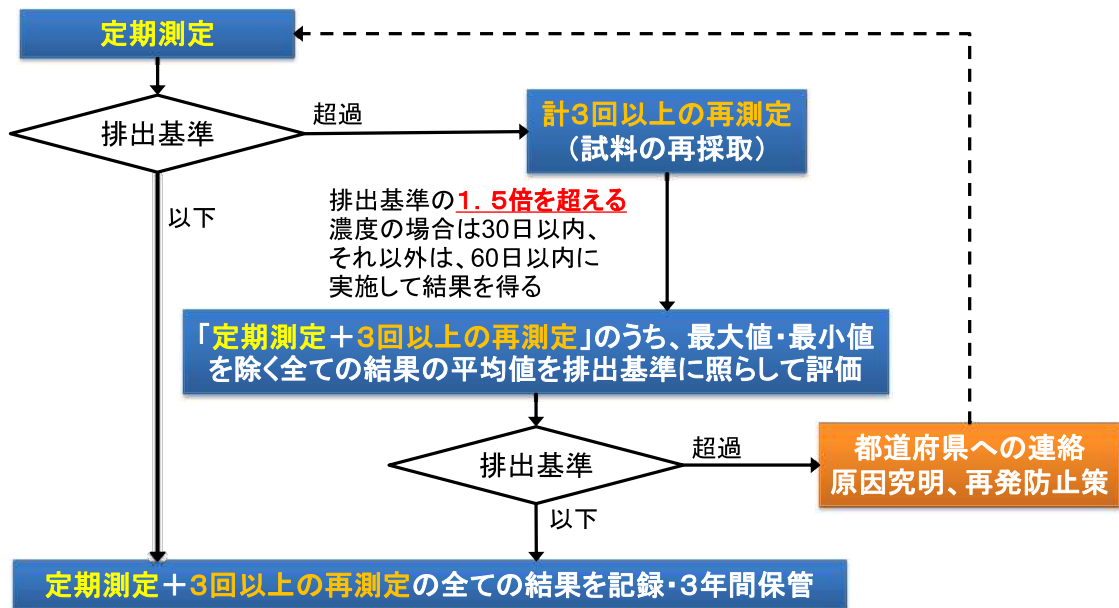 定期測定
排出基準
超過
計3回以上の再測定
(試料の再採取)
以下
排出基準の1.5倍を超える
濃度の場合は30日以内、
それ以外は、60日以内に
実施して結果を得る
「定期測定+3回以上の再測定」のうち、最大値・最小値
を除く全ての結果の平均値を排出基準に照らして評価
排出基準
超過
都道府県への連絡
原因究明、再発防止策
以下
定期測定+3回以上の再測定の全ての結果を記録・3年間保管